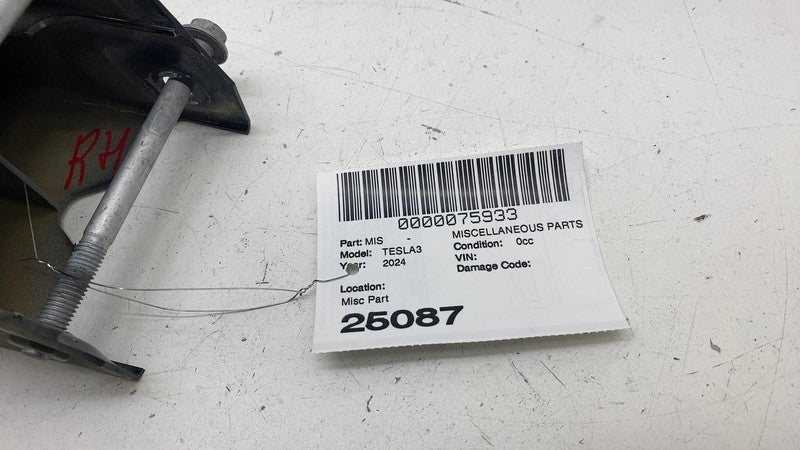 RH
0000075933
Part: MIS - MISCELLANEOUS PARTS
Model: TESLA3 Condition: 0cc
Year: 2024 VIN:
Damage Code:
Location:
Misc Part
25087